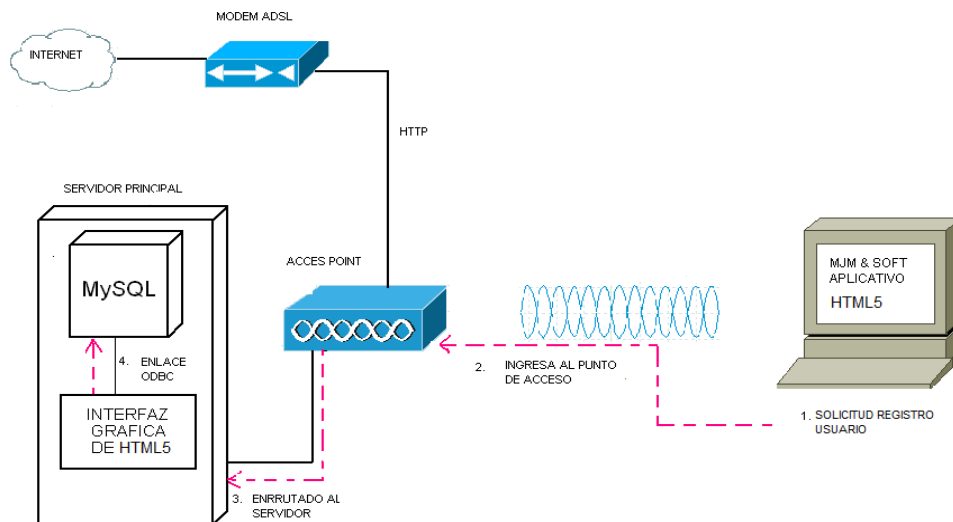 MODEM ADSL
INTERNET
HTTP
SERVIDOR PRINCIPAL
MySQL
ACCES POINT
MJM & SOFT
APLICATIVO
HTML5
4. ENLACE
ODBC
2. INGRESA AL PUNTO
DE ACCESO
INTERFAZ
GRAFICA
DE HTML5
1. SOLICITUD REGISTRO
USUARIO
3. ENRRUTADO AL
SERVIDOR